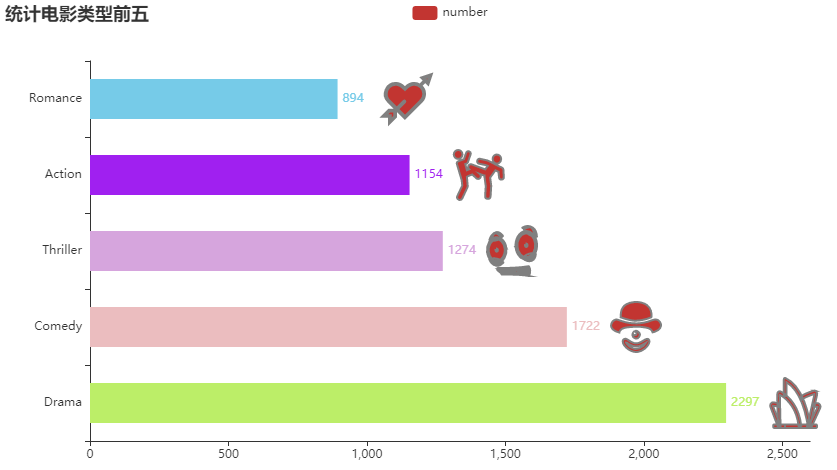 统计电影类型前五
number
Romance
894
Action
1154
Thriller
1274
Comedy
1722
Drama
2297
0
500
1,000
1,500
2,000
2,500